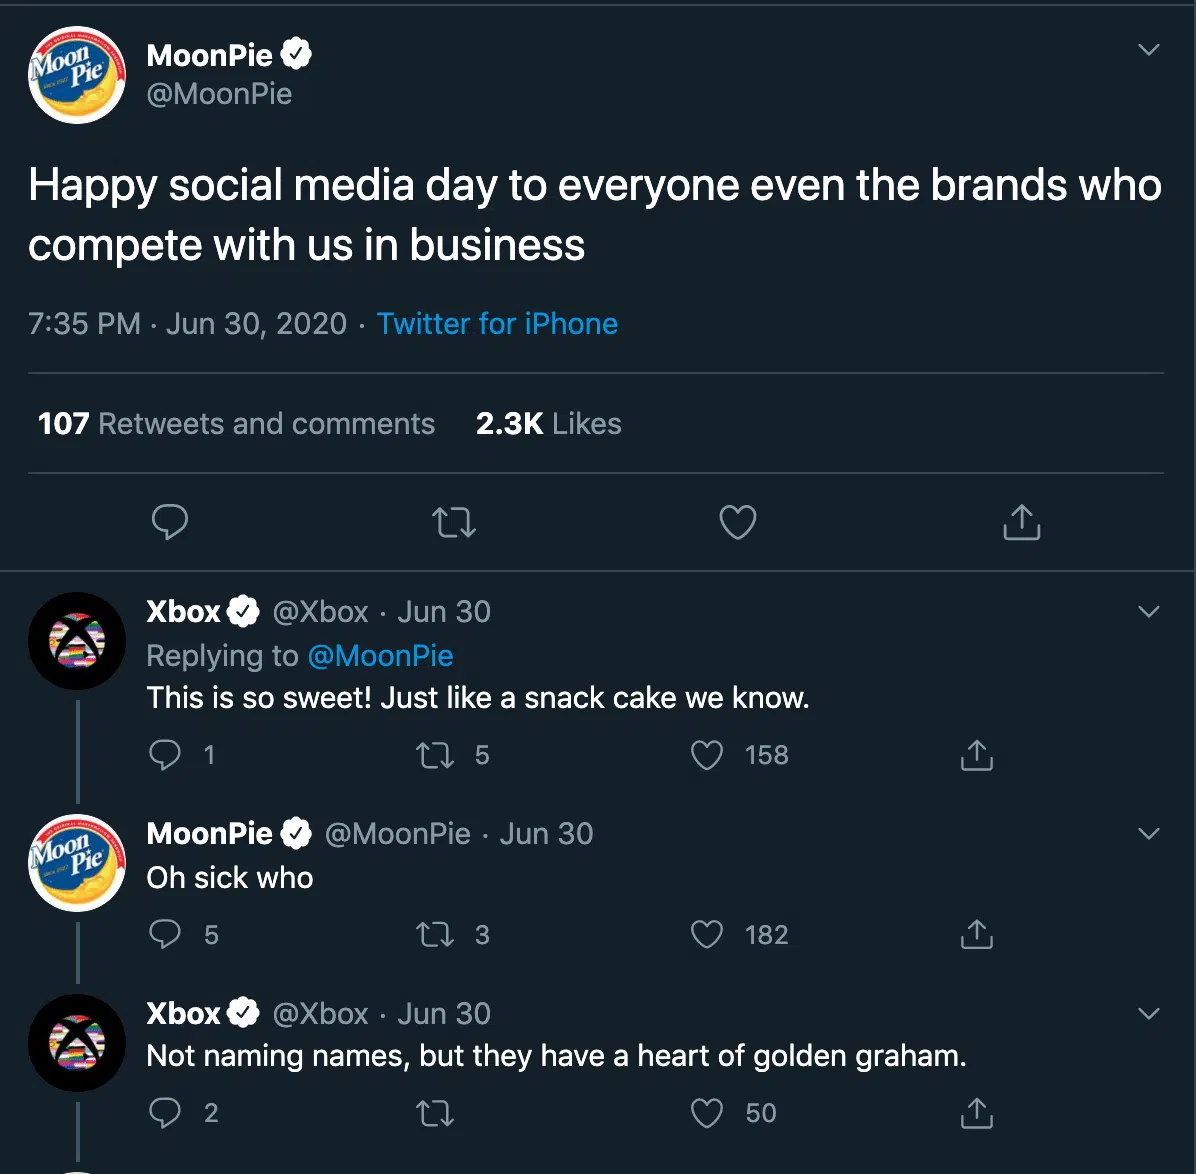 MoonPie
@MoonPie
Happy social media day to everyone even the brands who
compete with us in business
7:35 PM · Jun 30, 2020 · Twitter for iPhone
107 Retweets and comments 2.3K Likes
Xbox @Xbox · Jun 30
Replying to @MoonPie
This is so sweet! Just like a snack cake we know.
1 5 158
MoonPie @MoonPie · Jun 30
Oh sick who
5 3 182
Xbox @Xbox · Jun 30
Not naming names, but they have a heart of golden graham.
2 50
Moon
Pie
Moon
Pie